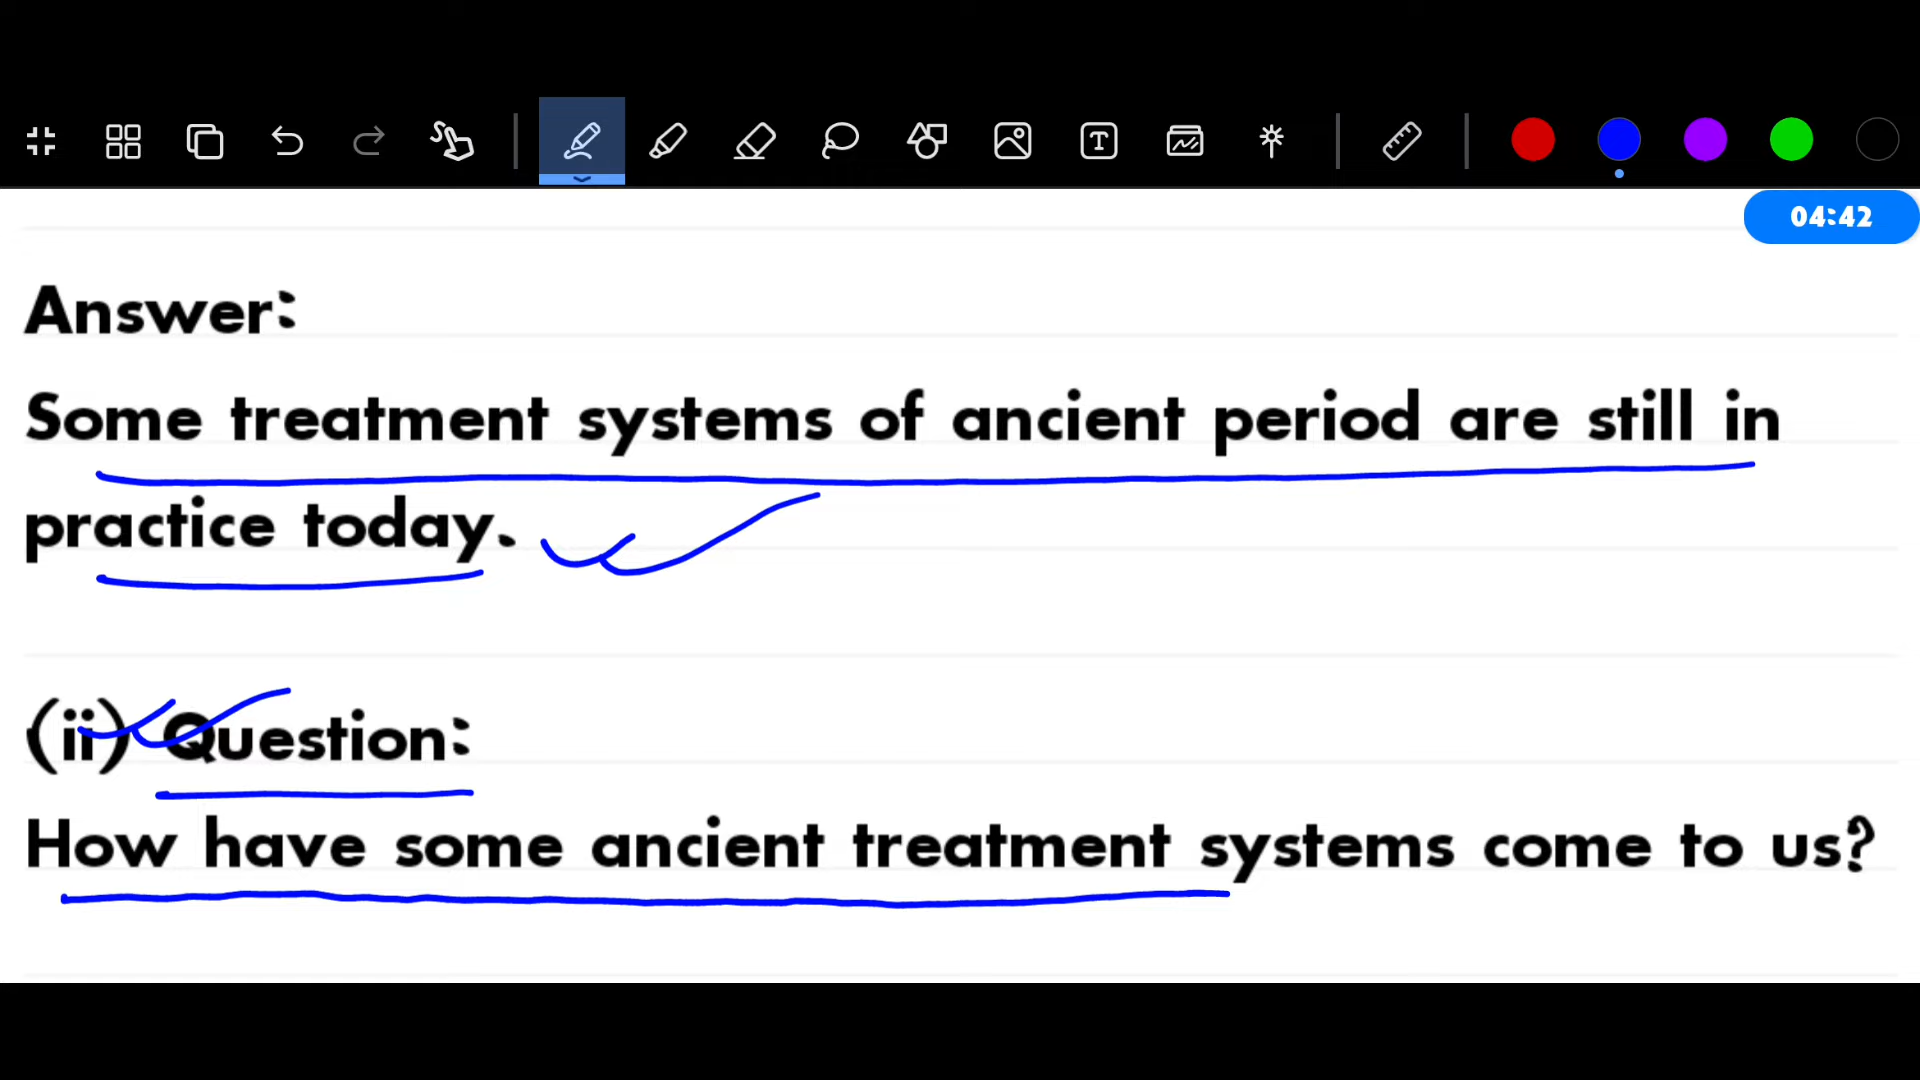 04:42
Answer:
Some treatment systems of ancient period are still in
practice today.
(ii) Question:
How have some ancient treatment systems come to us?